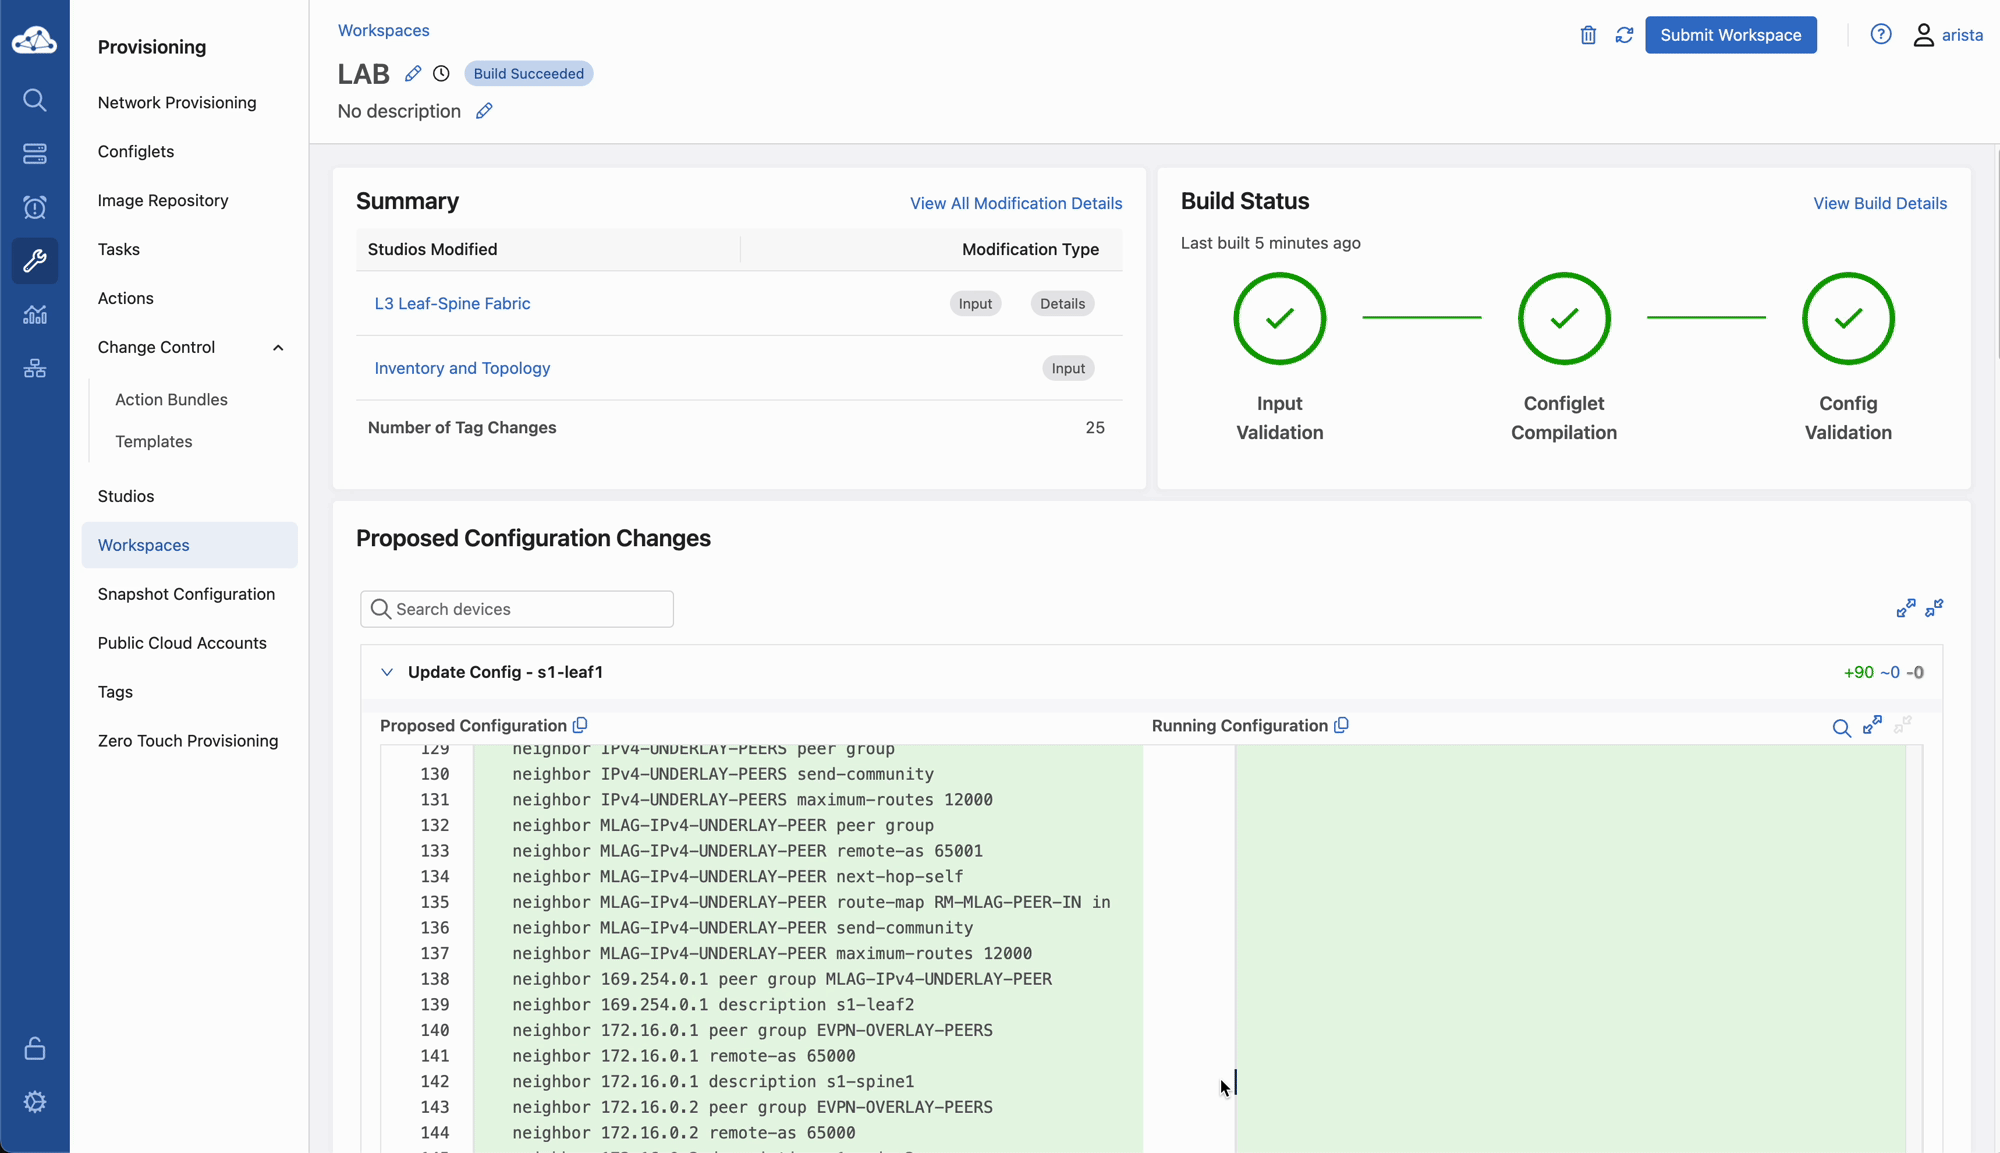 Provisioning
Network Provisioning
Configlets
Image Repository
Tasks
Actions
Change Control
Action Bundles
Templates
Studios
Workspaces
Snapshot Configuration
Public Cloud Accounts
Tags
Zero Touch Provisioning
Workspaces
LAB Build Succeeded
No description
Submit Workspace
arista
Summary
View All Modification Details
Studios Modified Modification Type
L3 Leaf-Spine Fabric Input Details
Inventory and Topology Input
Number of Tag Changes 25
Build Status
View Build Details
Last built 5 minutes ago
Input Validation
Configlet Compilation
Config Validation
Proposed Configuration Changes
Search devices
Update Config - s1-leaf1 +90 ~0 -0
Proposed Configuration Running Configuration
129 neighbor IPv4-UNDERLAY-PEERS peer group
130 neighbor IPv4-UNDERLAY-PEERS send-community
131 neighbor IPv4-UNDERLAY-PEERS maximum-routes 12000
132 neighbor MLAG-IPv4-UNDERLAY-PEER peer group
133 neighbor MLAG-IPv4-UNDERLAY-PEER remote-as 65001
134 neighbor MLAG-IPv4-UNDERLAY-PEER next-hop-self
135 neighbor MLAG-IPv4-UNDERLAY-PEER route-map RM-MLAG-PEER-IN in
136 neighbor MLAG-IPv4-UNDERLAY-PEER send-community
137 neighbor MLAG-IPv4-UNDERLAY-PEER maximum-routes 12000
138 neighbor 169.254.0.1 peer group MLAG-IPv4-UNDERLAY-PEER
139 neighbor 169.254.0.1 description s1-leaf2
140 neighbor 172.16.0.1 peer group EVPN-OVERLAY-PEERS
141 neighbor 172.16.0.1 remote-as 65000
142 neighbor 172.16.0.1 description s1-spine1
143 neighbor 172.16.0.2 peer group EVPN-OVERLAY-PEERS
144 neighbor 172.16.0.2 remote-as 65000